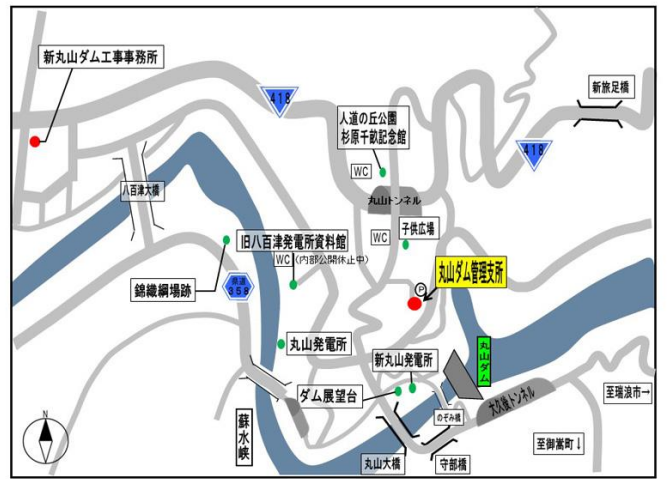 新丸山ダム工事事務所
418
新旅足橋
人道の丘公園
杉原千畝記念館
418
WC
八百津大橋
丸山トンネル
子供広場
WC
旧八百津発電所資料館
WC(内部公開休止中)
丸山ダム管理支所
P
錦織綱場跡
県道
358
丸山発電所
丸山ダム
新丸山発電所
ダム展望台
至瑞浪市→
大久後トンネル
のぞみ橋
蘇水峡
N
至御嵩町↓
丸山大橋
守部橋